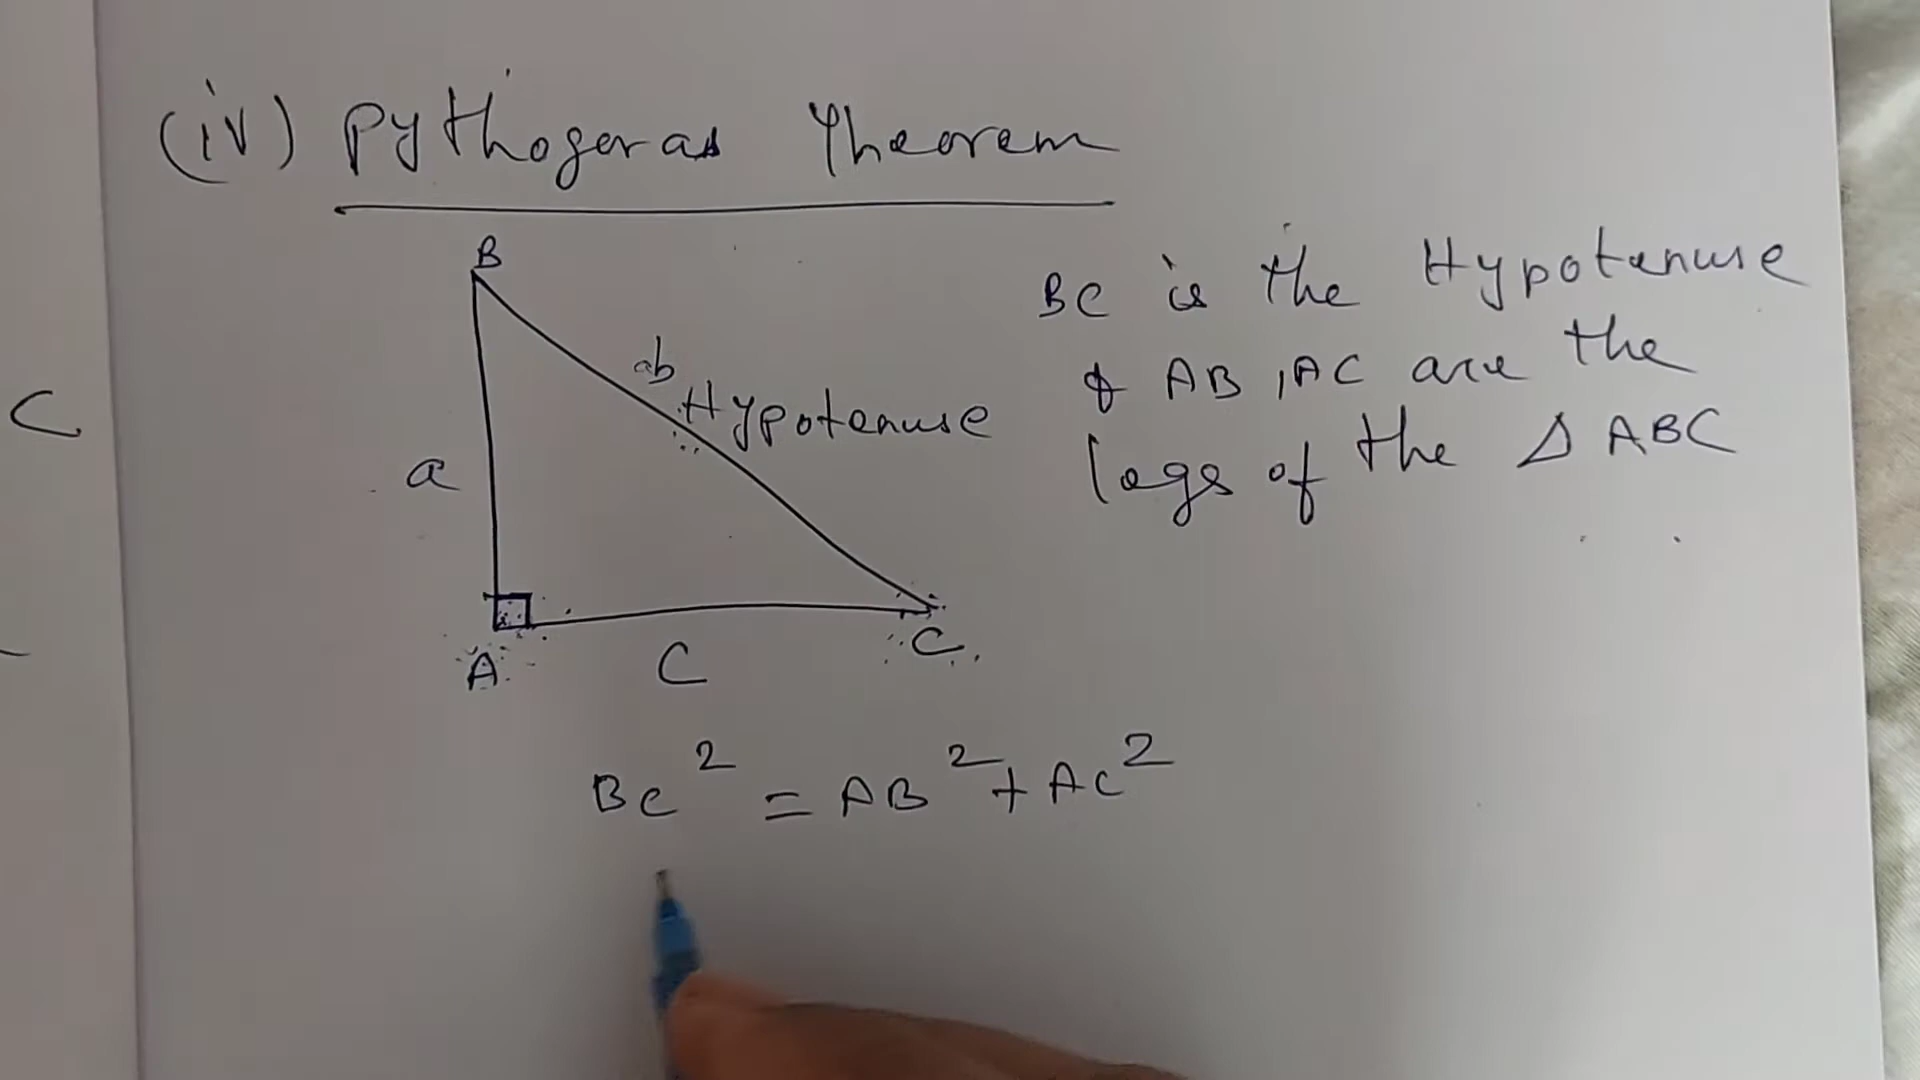 (iv) Pythogeras Theorem
B
BC is the Hypotenuse
ab
Hypotenuse
& AB, AC are the
legs of the Δ ABC
C
a
A
C
C
BC² = AB² + AC²